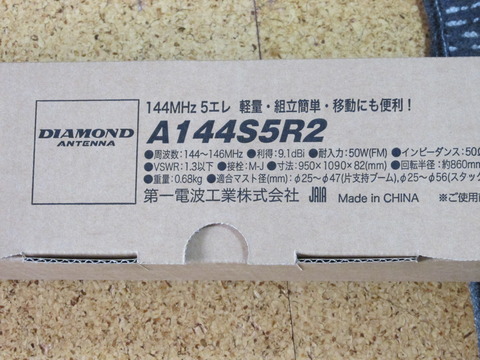 144MHz 5エレ 軽量・組立簡単・移動にも便利！
DIAMOND
ANTENNA
A144S5R2
●周波数：144～146MHz ●利得：9.1dBi ●耐入力：50W(FM) ●インピーダンス：50Ω
●VSWR：1.3以下 ●接栓：M-J ●寸法：950×1090×82(mm) ●回転半径：約860mm
●重量：0.68kg ●適合マスト径(mm)：φ25～φ47(片支持ブーム),φ25～φ56(スタック
第一電波工業株式会社 JAIA Made in CHINA ※ご使用前